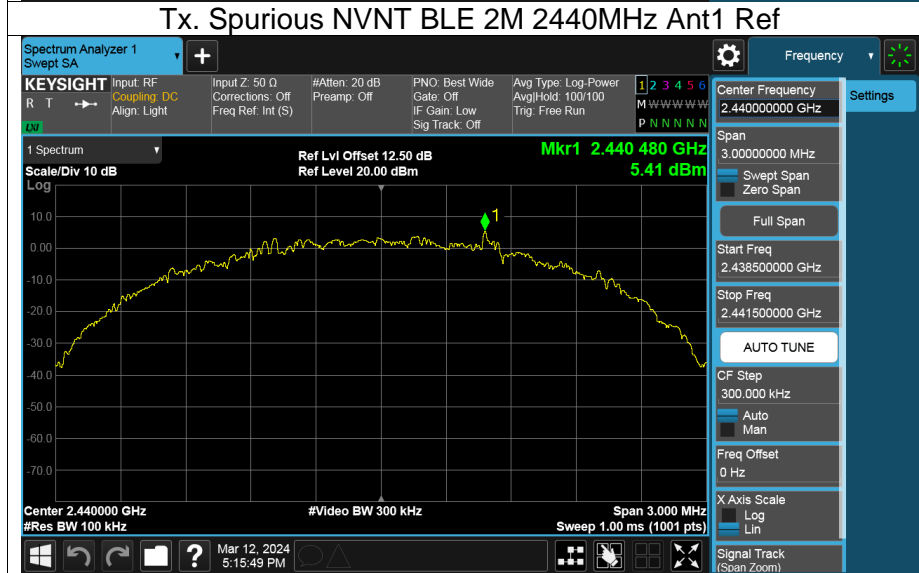 Tx. Spurious NVNT BLE 2M 2440MHz Ant1 Ref
Spectrum Analyzer 1
Swept SA
+
Frequency
KEYSIGHT
R T
LXI
Input: RF
Coupling: DC
Align: Light
Input Z: 50 Ω
Corrections: Off
Freq Ref: Int (S)
#Atten: 20 dB
Preamp: Off
PNO: Best Wide
Gate: Off
IF Gain: Low
Sig Track: Off
Avg Type: Log-Power
Avg|Hold: 100/100
Trig: Free Run
1 2 3 4 5 6
M W W W W W
P N N N N N
Settings
Center Frequency
2.440000000 GHz
Span
3.00000000 MHz
Swept Span
Zero Span
Full Span
Start Freq
2.438500000 GHz
Stop Freq
2.441500000 GHz
AUTO TUNE
CF Step
300.000 kHz
Auto
Man
Freq Offset
0 Hz
X Axis Scale
Log
Lin
Signal Track
(Span Zoom)
1 Spectrum
Scale/Div 10 dB
Ref Lvl Offset 12.50 dB
Ref Level 20.00 dBm
Mkr1 2.440 480 GHz
5.41 dBm
Log
1
10.0
0.00
-10.0
-20.0
-30.0
-40.0
-50.0
-60.0
-70.0
Center 2.440000 GHz
#Res BW 100 kHz
#Video BW 300 kHz
Span 3.000 MHz
Sweep 1.00 ms (1001 pts)
?
Mar 12, 2024
5:15:49 PM